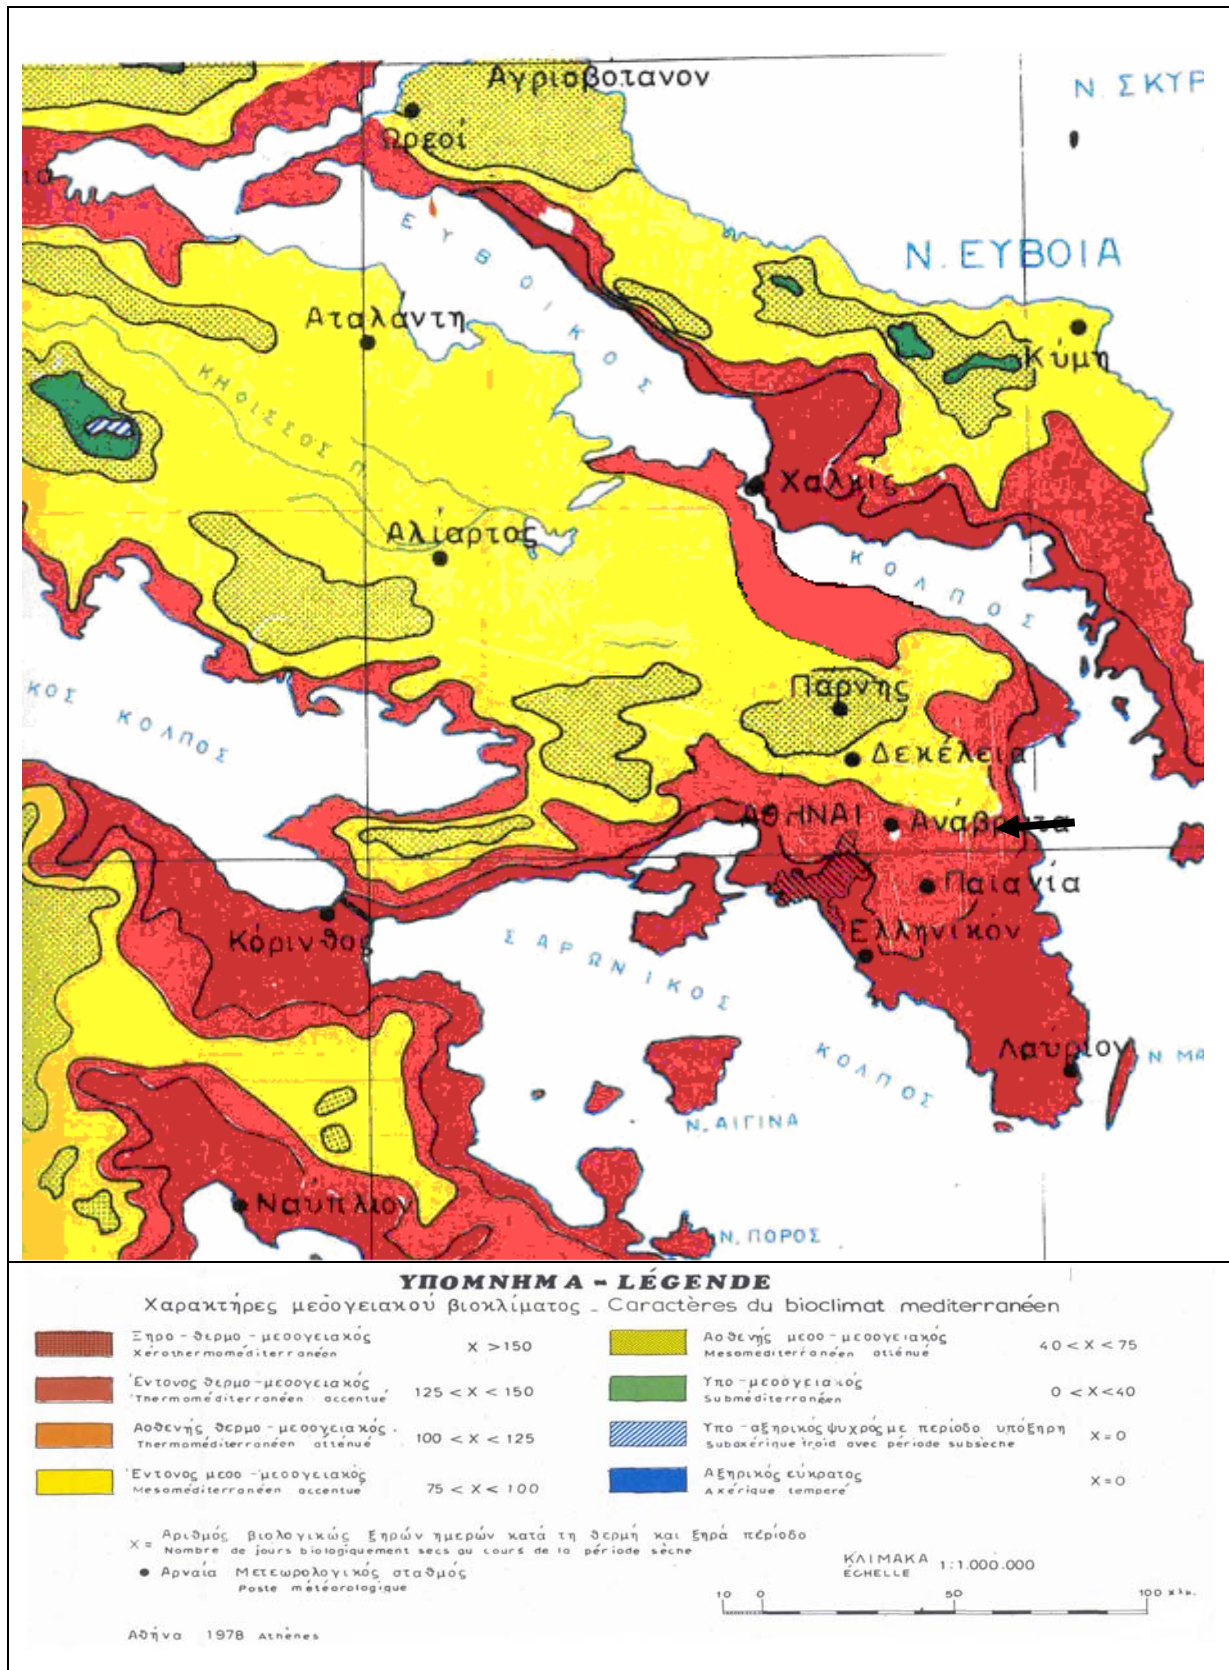 Αγριοβοτανον
Ν. ΣΚΥΡ
Ωρεοί
ΕΥΒΟΙΚΟΣ
Ν. ΕΥΒΟΙΑ
Αταλάντη
Κύμη
ΚΗΦΙΣΣΟΣ Π.
Χαλκίς
Αλίαρτος
ΚΟΛΠΟΣ
Πάρνης
ΚΟΣ ΚΟΛΠΟΣ
Δεκέλεια
ΑΘΗΝΑΙ
Ανάβρυτα
Παιανία
Κόρινθος
Ελληνικόν
ΣΑΡΩΝΙΚΟΣ
ΚΟΛΠΟΣ
Λαύριον
Ν ΜΑ
Ν. ΑΙΓΙΝΑ
Ναύπλιον
Ν. ΠΟΡΟΣ
ΥΠΟΜΝΗΜΑ - LÉGENDE
Χαρακτήρες μεσογειακού βιοκλίματος - Caractères du bioclimat mediterranéen
Ξηρο-θερμο-μεσογειακός
Xérothermoméditerranéen
X >150
Έντονος θερμο-μεσογειακός
Thermoméditerranéen accentué
125 < X < 150
Ασθενής θερμο-μεσογειακός.
Thermoméditerranéen atténué
100 < X < 125
Έντονος μεσο-μεσογειακός
Mesoméditerranéen accentué
75 < X < 100
Ασθενής μεσο-μεσογειακός
Mesoméditerranéen atténué
40 < X < 75
Υπο-μεσογειακός
Subméditerranéen
0 < X < 40
Υπο-αξηρικός ψυχρός με περίοδο υπόξηρη
Subaxérique froid avec période subsèche
X=0
Αξηρικός εύκρατος
Axérique temperé
X=0
X = Αριθμός βιολογικώς ξηρών ημερών κατά τη θερμή και ξηρά περίοδο
Nombre de jours biologiquement secs au cours de la période sèche
● Αρναία Μετεωρολογικός σταθμός
Poste météorologique
ΚΛΙΜΑΚΑ
ÉCHELLE 1:1.000.000
10 0 50 100 χλμ.
Αθήνα 1978 Athènes